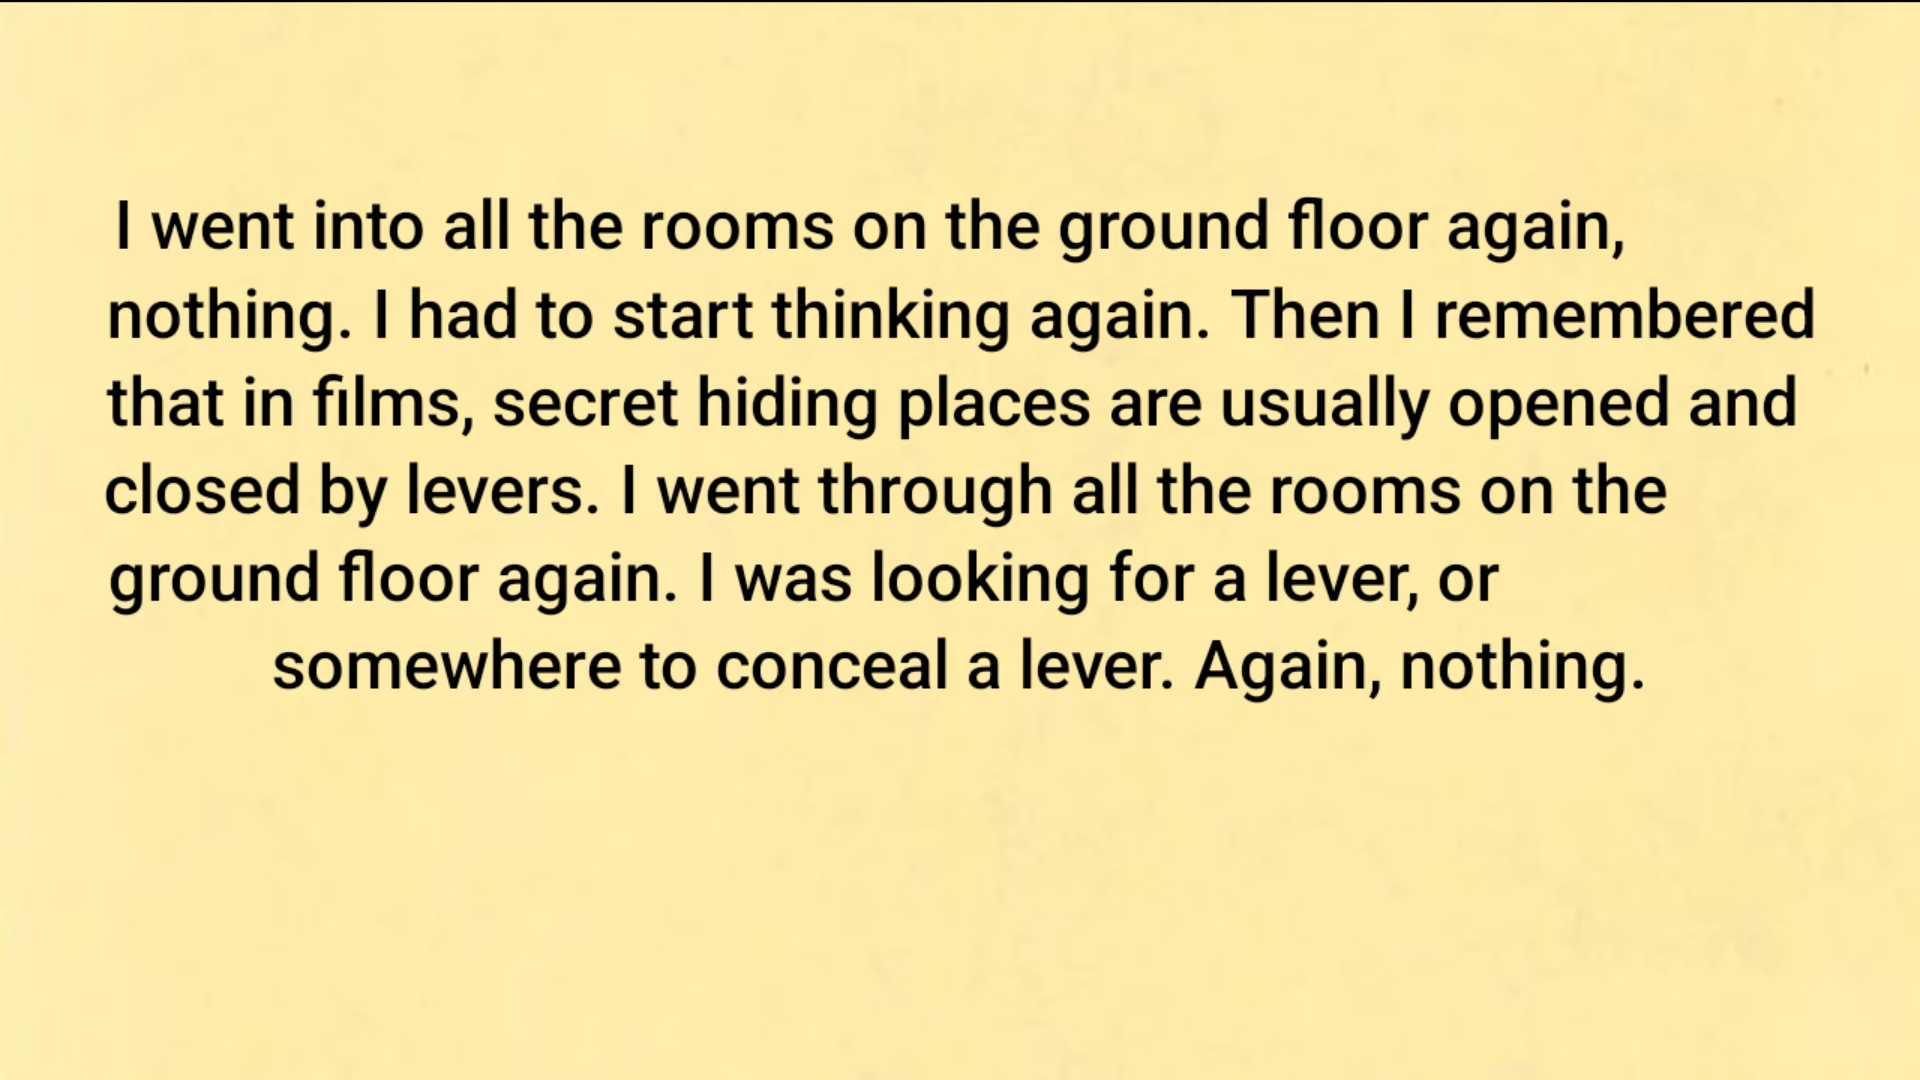 I went into all the rooms on the ground floor again,
nothing. I had to start thinking again. Then I remembered
that in films, secret hiding places are usually opened and
closed by levers. I went through all the rooms on the
ground floor again. I was looking for a lever, or
somewhere to conceal a lever. Again, nothing.